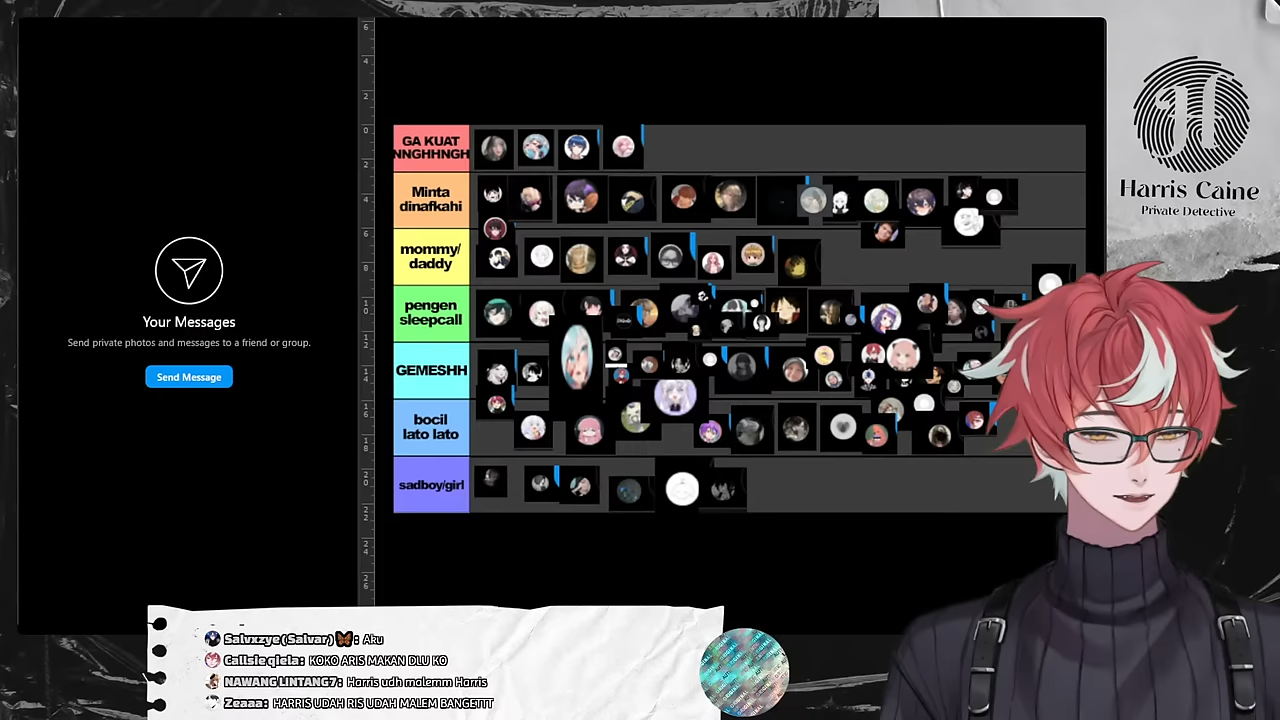 Harris Caine
Private Detective
GA KUAT
NNGHHNGH
Minta
dinafkahi
mommy/
daddy
pengen
sleepcall
GEMESHH
bocil
lato lato
sadboy/girl
Your Messages
Send private photos and messages to a friend or group.
Send Message
Salvxzye(Salvar) : Aku
Callsie qiela: KOKO ARIS MAKAN DLU KO
NAWANG LINTANG7: Harris udh malemm Harris
Zeaaa: HARRIS UDAH RIS UDAH MALEM BANGETIT